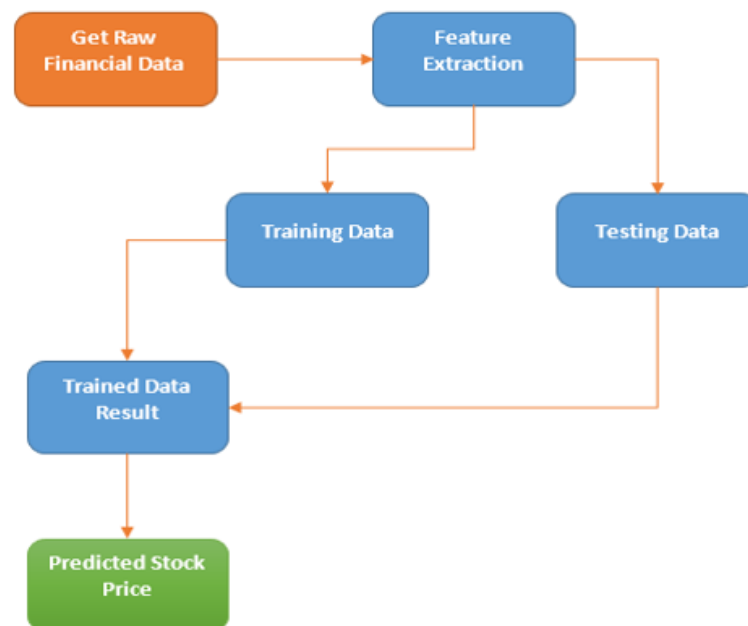 Get Raw
Financial Data
Feature
Extraction
Training Data
Testing Data
Trained Data
Result
Predicted Stock
Price